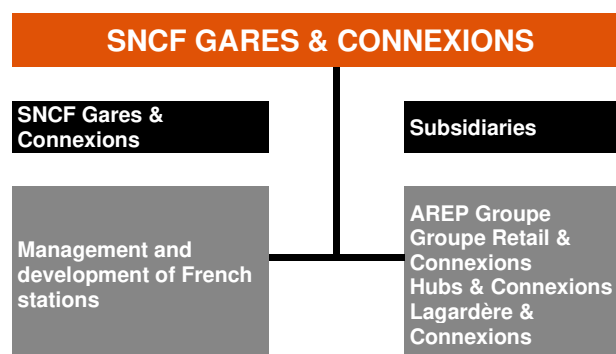 SNCF GARES & CONNEXIONS
SNCF Gares &
Connexions
Subsidiaries
Management and
development of French
stations
AREP Groupe
Groupe Retail &
Connexions
Hubs & Connexions
Lagardère &
Connexions